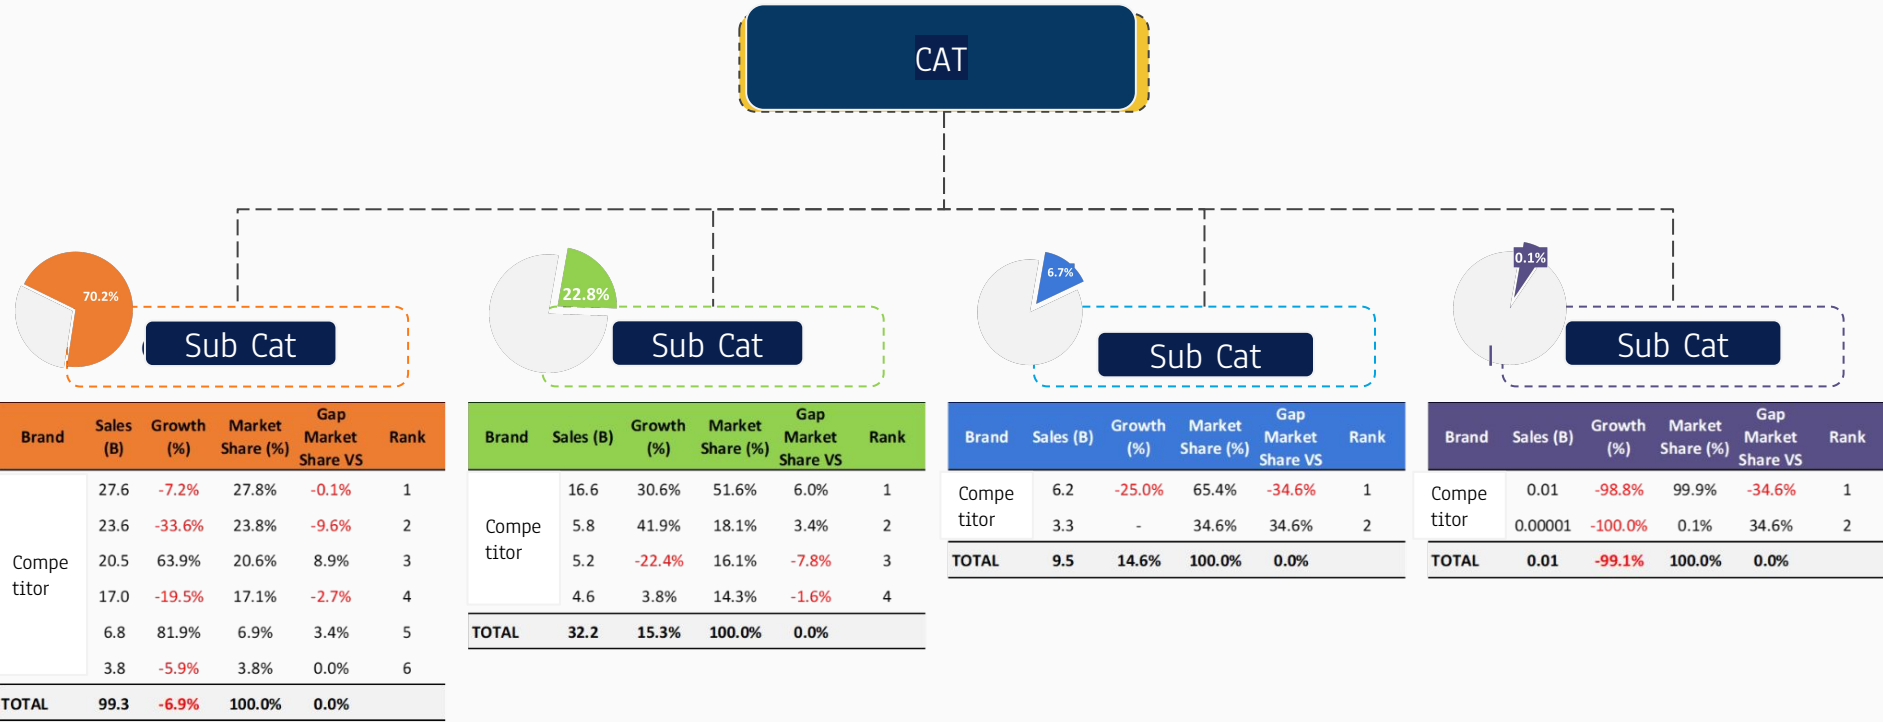 CAT
70.2%
22.8%
6.7%
0.1%
Sub Cat
Sub Cat
Sub Cat
Sub Cat
Brand Sales (B) Growth (%) Market Share (%) Gap Market Share VS Rank
Compe titor
27.6 -7.2% 27.8% -0.1% 1
23.6 -33.6% 23.8% -9.6% 2
20.5 63.9% 20.6% 8.9% 3
17.0 -19.5% 17.1% -2.7% 4
6.8 81.9% 6.9% 3.4% 5
3.8 -5.9% 3.8% 0.0% 6
TOTAL 99.3 -6.9% 100.0% 0.0%
Brand Sales (B) Growth (%) Market Share (%) Gap Market Share VS Rank
Compe titor
16.6 30.6% 51.6% 6.0% 1
5.8 41.9% 18.1% 3.4% 2
5.2 -22.4% 16.1% -7.8% 3
4.6 3.8% 14.3% -1.6% 4
TOTAL 32.2 15.3% 100.0% 0.0%
Brand Sales (B) Growth (%) Market Share (%) Gap Market Share VS Rank
Compe titor
6.2 -25.0% 65.4% -34.6% 1
3.3 - 34.6% 34.6% 2
TOTAL 9.5 14.6% 100.0% 0.0%
Brand Sales (B) Growth (%) Market Share (%) Gap Market Share VS Rank
Compe titor
0.01 -98.8% 99.9% -34.6% 1
0.00001 -100.0% 0.1% 34.6% 2
TOTAL 0.01 -99.1% 100.0% 0.0%